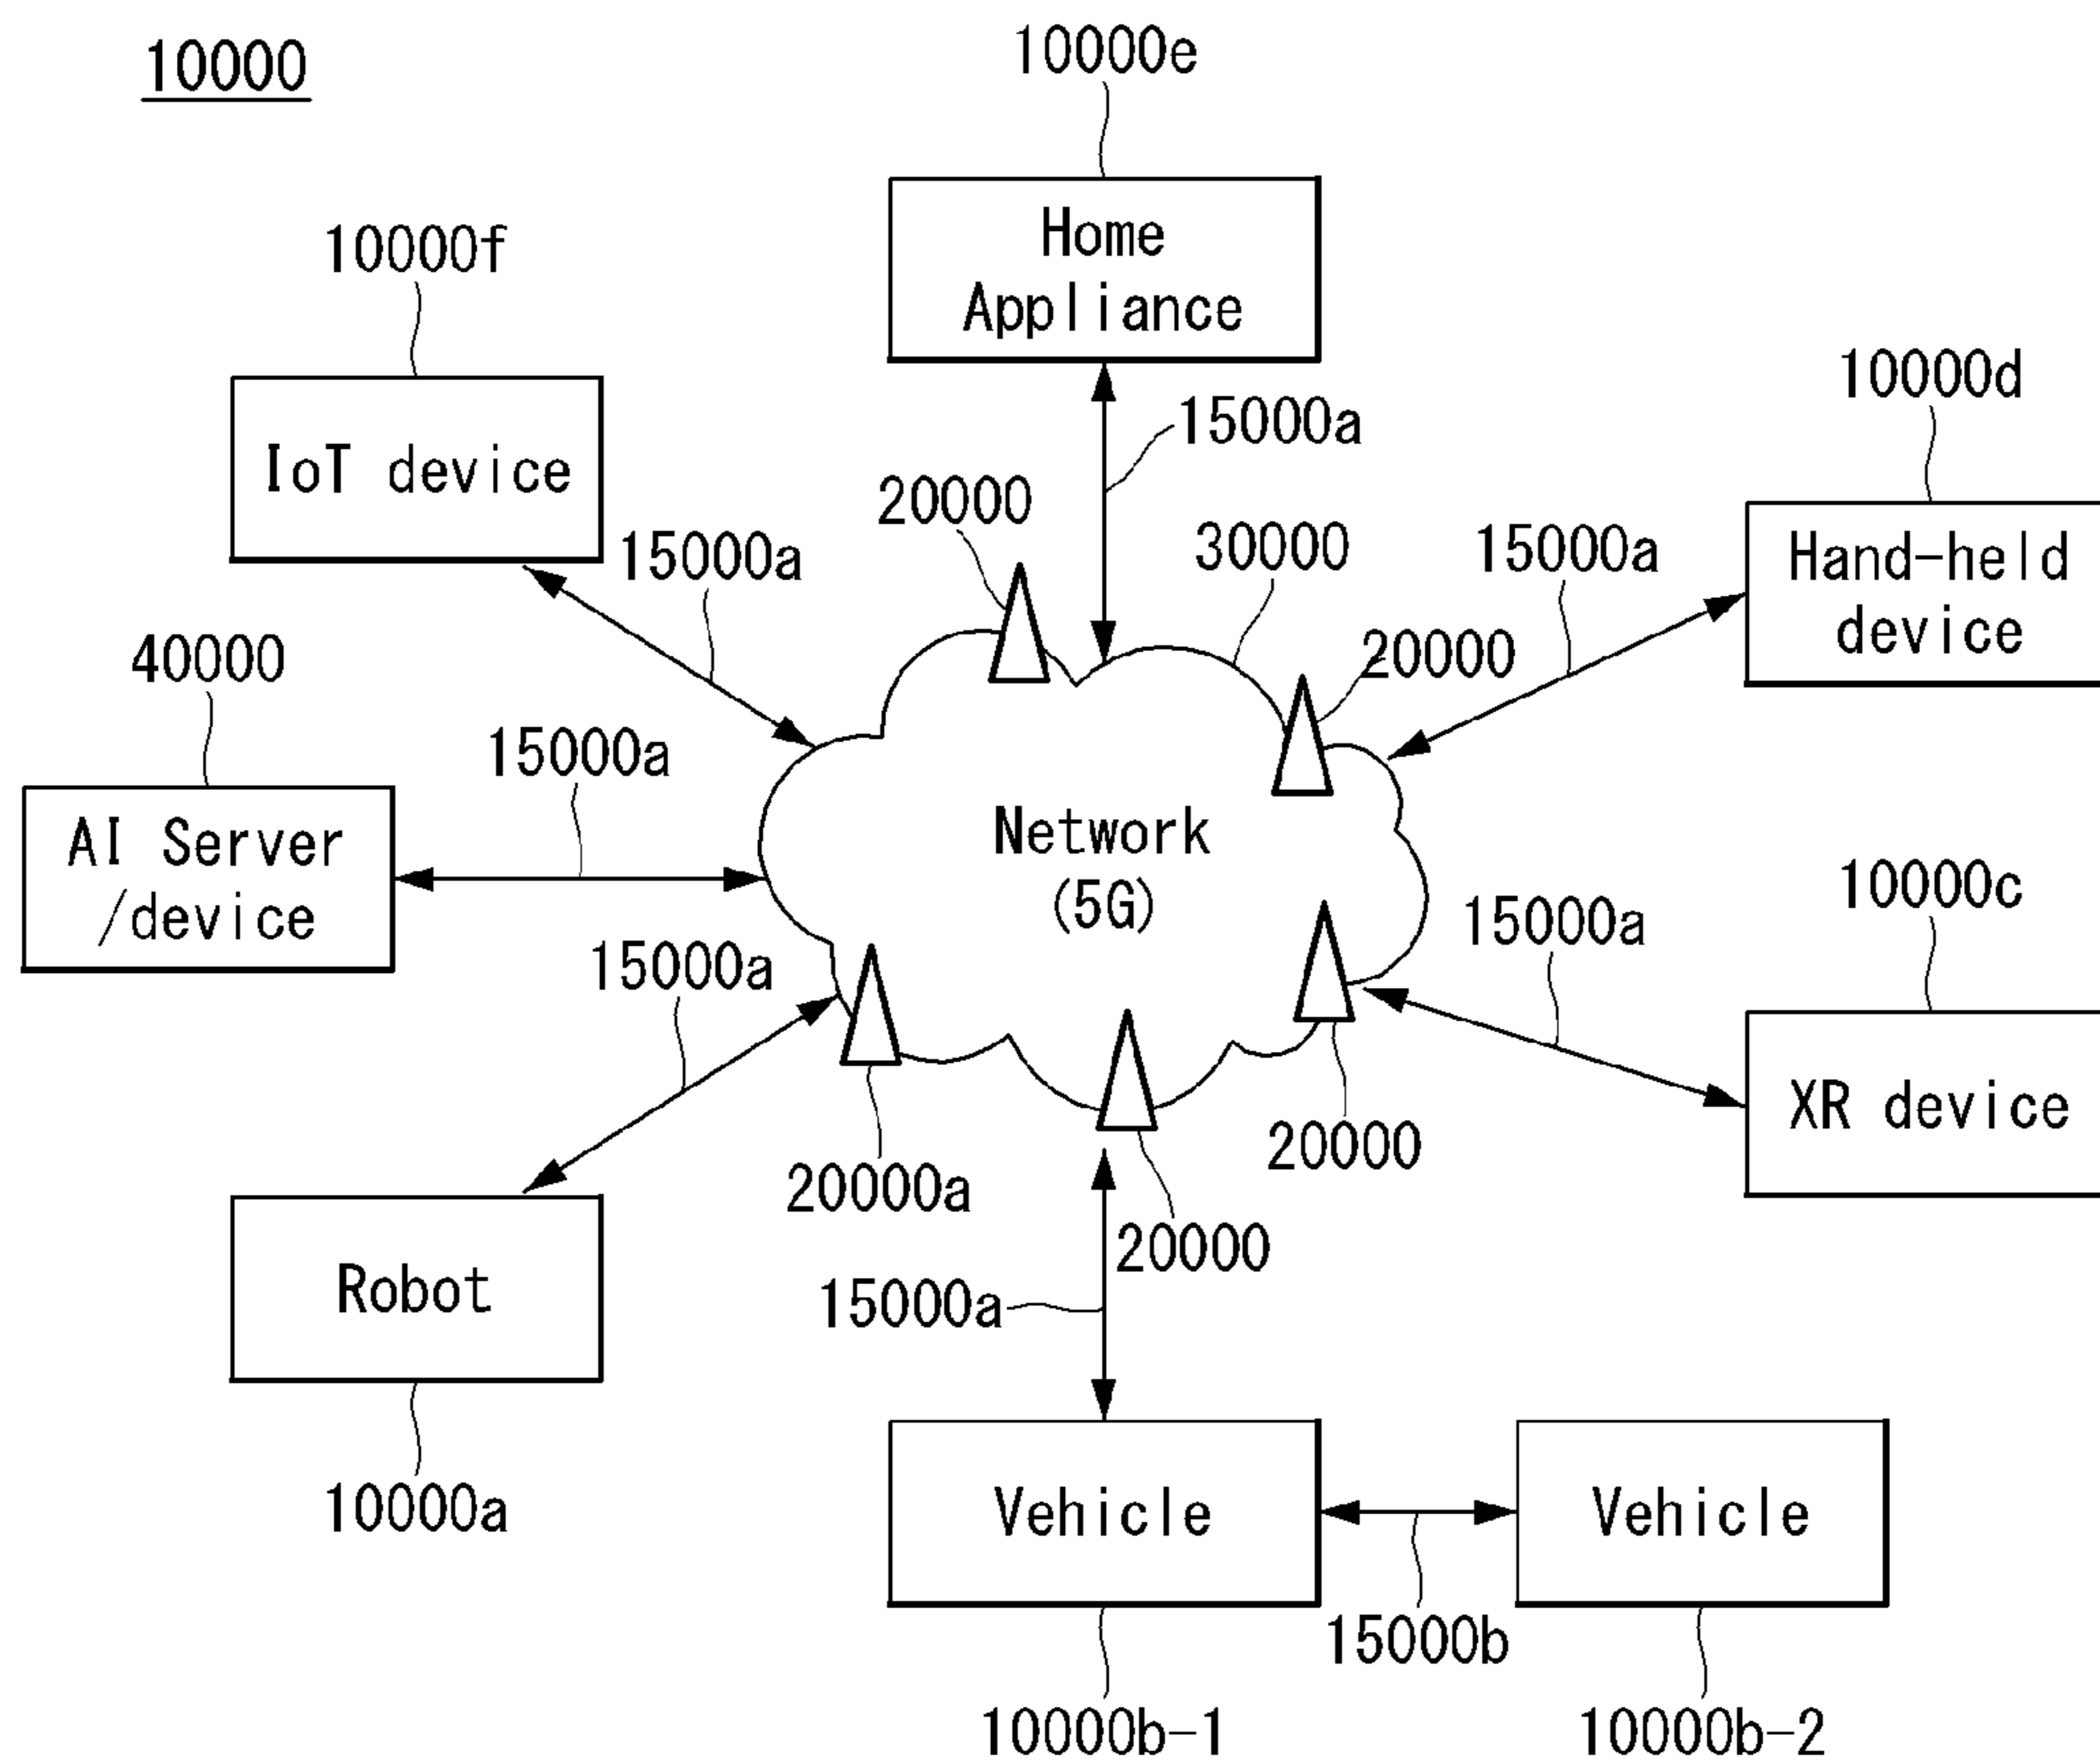 10000
10000e
Home
Appliance
10000f
IoT device
15000a
10000d
Hand-held
device
20000
30000
15000a
15000a
20000
40000
AI Server
/device
15000a
Network
(5G)
10000c
XR device
15000a
15000a
20000a
20000
20000
Robot
10000a
15000a
Vehicle
Vehicle
15000b
10000b-1
10000b-2